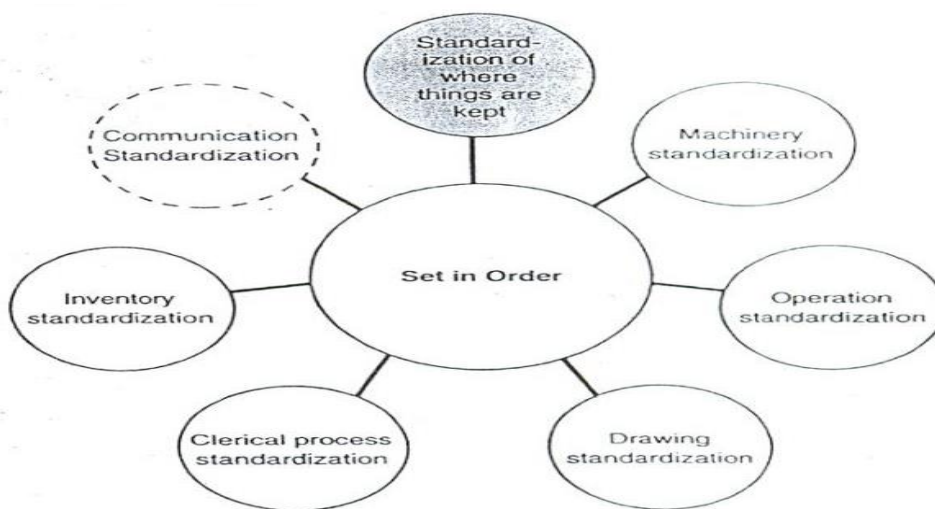 Standard-
ization of
where
things are
kept
Communication
Standardization
Machinery
standardization
Set in Order
Inventory
standardization
Operation
standardization
Clerical process
standardization
Drawing
standardization